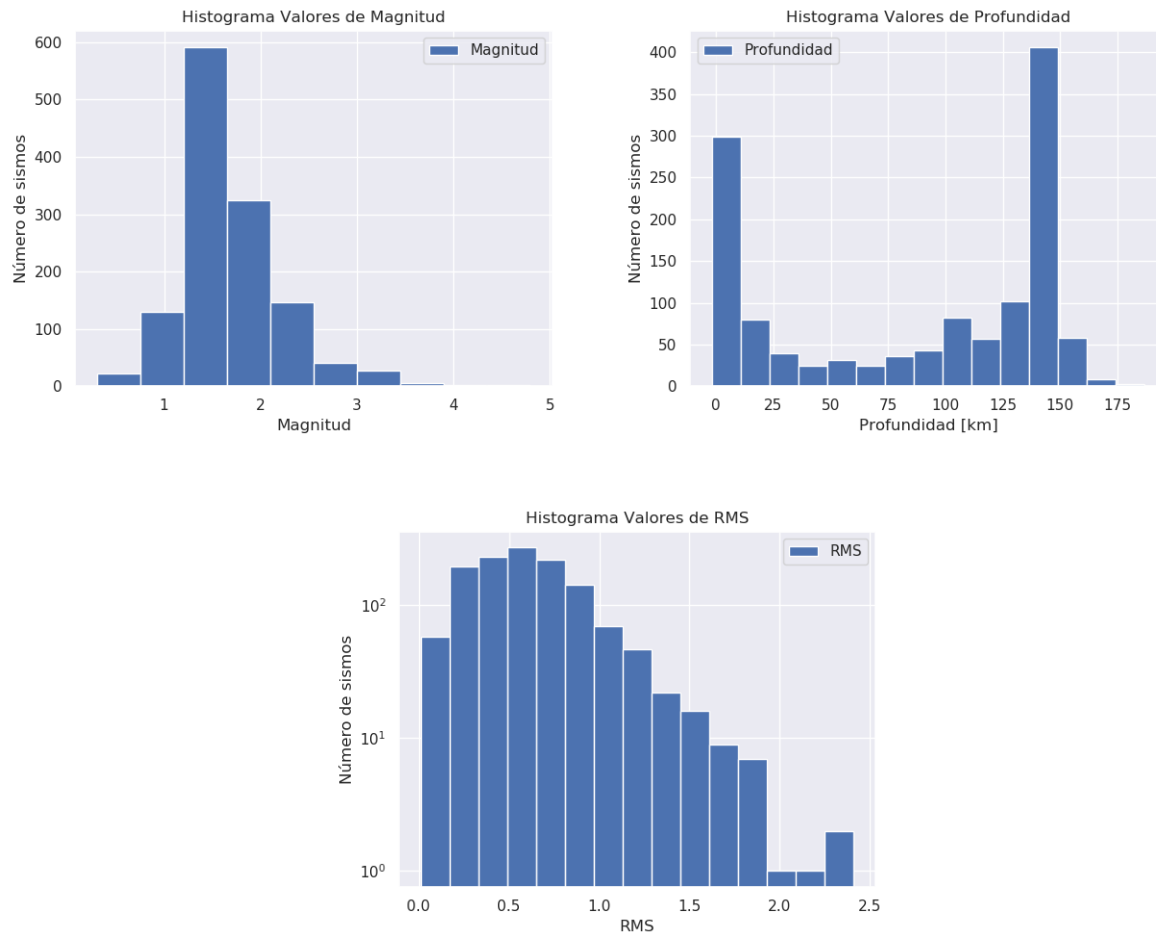 Histograma Valores de Magnitud
Magnitud
600
500
400
300
200
100
0
Número de sismos
1 2 3 4 5
Magnitud
Histograma Valores de Profundidad
Profundidad
400
350
300
250
200
150
100
50
0
Número de sismos
0 25 50 75 100 125 150 175
Profundidad [km]
Histograma Valores de RMS
RMS
10²
10¹
10⁰
Número de sismos
0.0 0.5 1.0 1.5 2.0 2.5
RMS